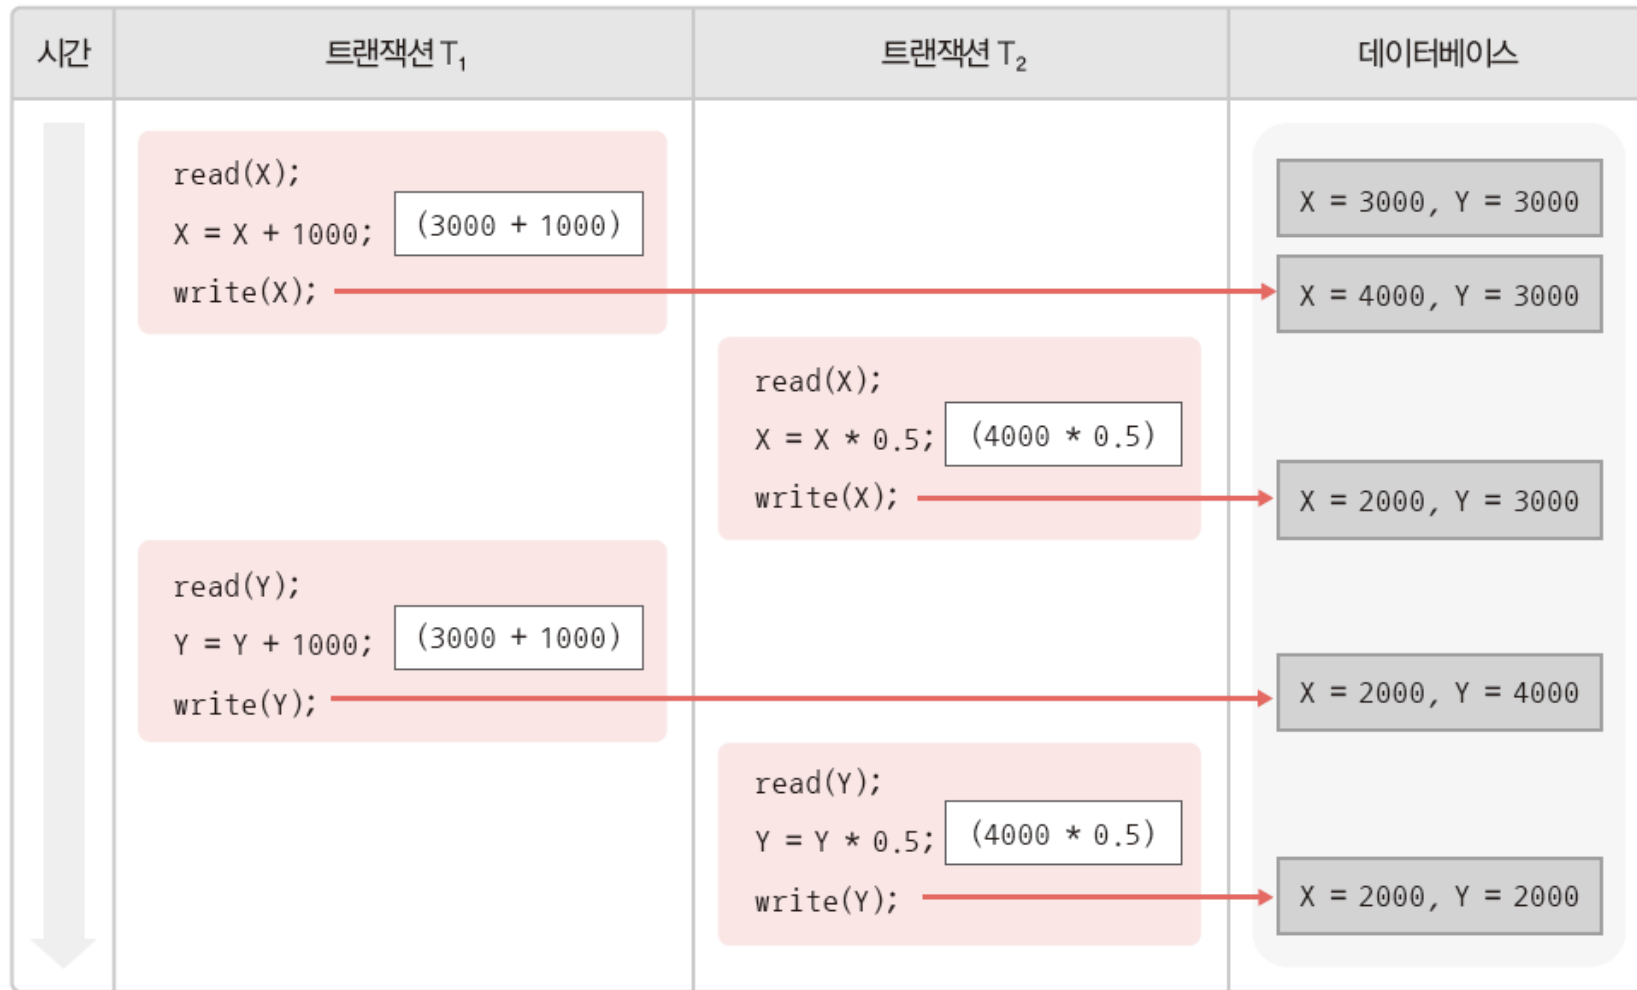 시간
트랜잭션 T₁
트랜잭션 T₂
데이터베이스
read(X);
X = X + 1000;
(3000 + 1000)
write(X);
X = 3000, Y = 3000
X = 4000, Y = 3000
read(X);
X = X * 0.5;
(4000 * 0.5)
write(X);
X = 2000, Y = 3000
read(Y);
Y = Y + 1000;
(3000 + 1000)
write(Y);
X = 2000, Y = 4000
read(Y);
Y = Y * 0.5;
(4000 * 0.5)
write(Y);
X = 2000, Y = 2000